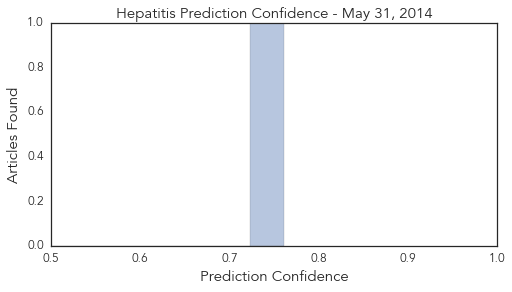 Hepatitis Prediction Confidence - May 31, 2014
Articles Found
1.0
0.8
0.6
0.4
0.2
0.0
0.5 0.6 0.7 0.8 0.9 1.0
Prediction Confidence